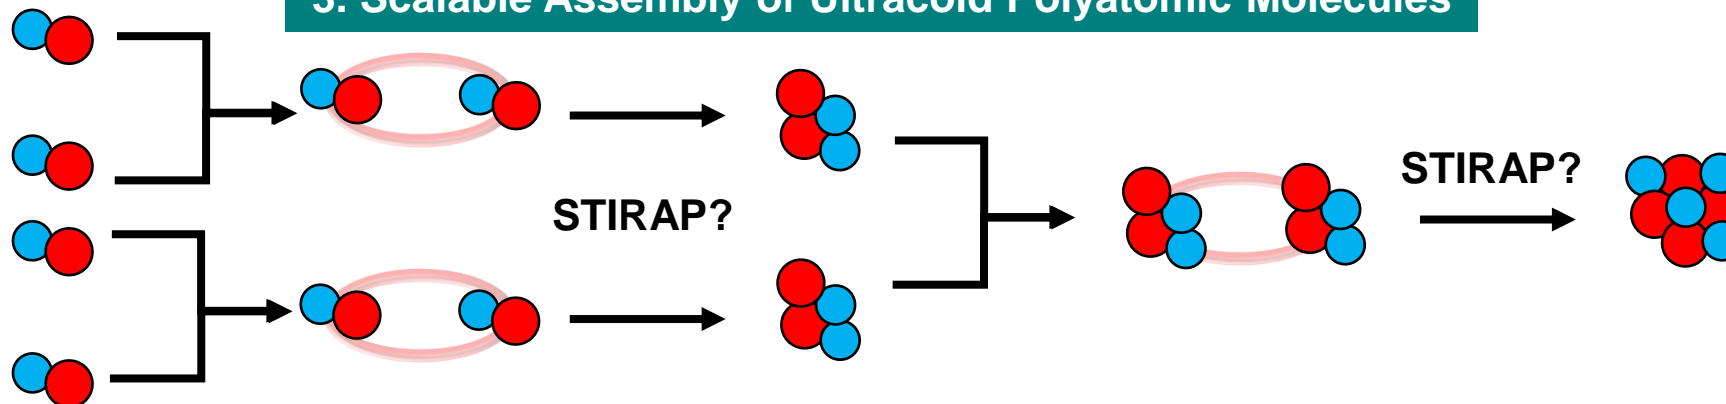 3. Scalable Assembly of Ultracold Polyatomic Molecules
STIRAP?
STIRAP?